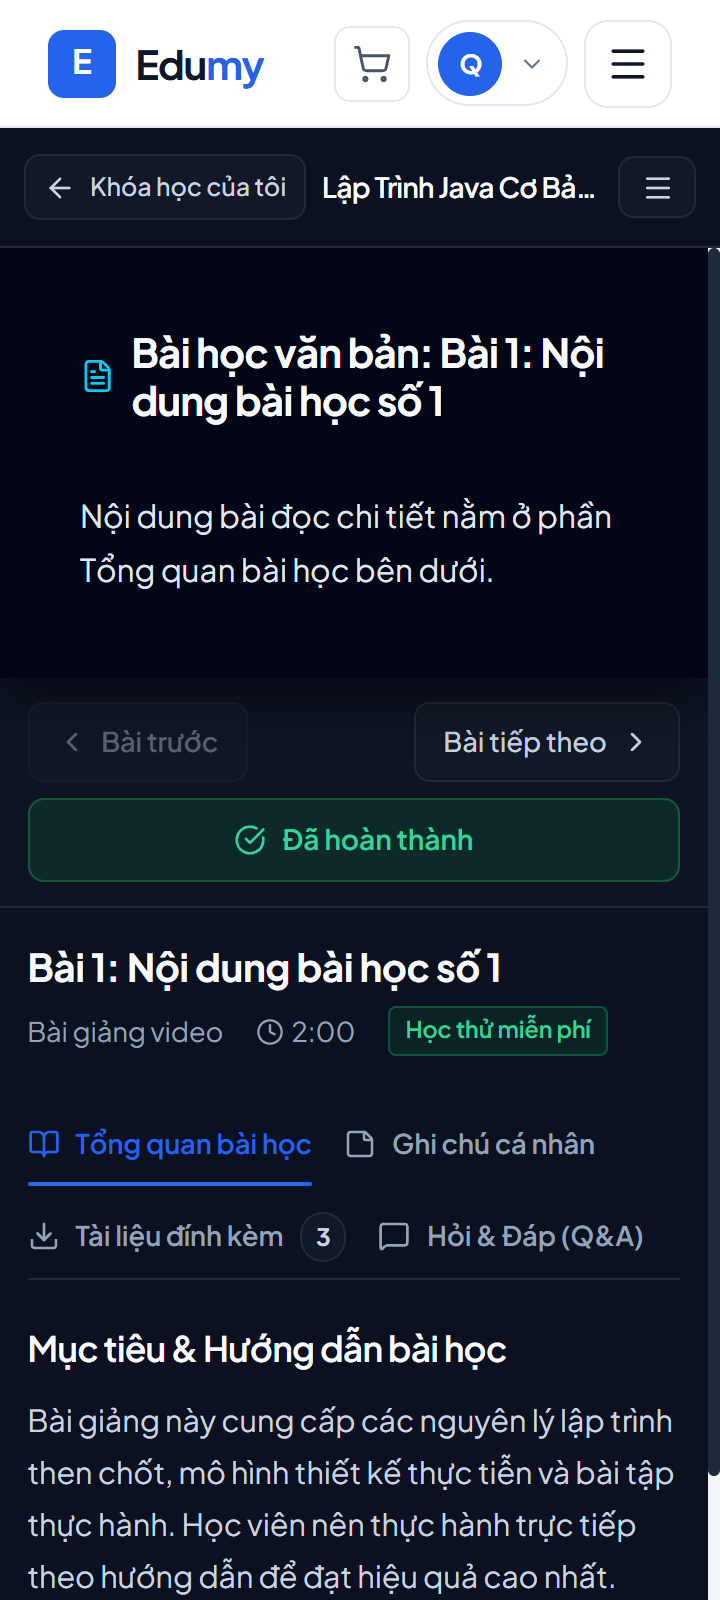 E Edumy Q
Khóa học của tôi Lập Trình Java Cơ Bả...
Bài học văn bản: Bài 1: Nội
dung bài học số 1
Nội dung bài đọc chi tiết nằm ở phần
Tổng quan bài học bên dưới.
Bài trước Bài tiếp theo
Đã hoàn thành
Bài 1: Nội dung bài học số 1
Bài giảng video 2:00 Học thử miễn phí
Tổng quan bài học Ghi chú cá nhân
Tài liệu đính kèm 3 Hỏi & Đáp (Q&A)
Mục tiêu & Hướng dẫn bài học
Bài giảng này cung cấp các nguyên lý lập trình
then chốt, mô hình thiết kế thực tiễn và bài tập
thực hành. Học viên nên thực hành trực tiếp
theo hướng dẫn để đạt hiệu quả cao nhất.